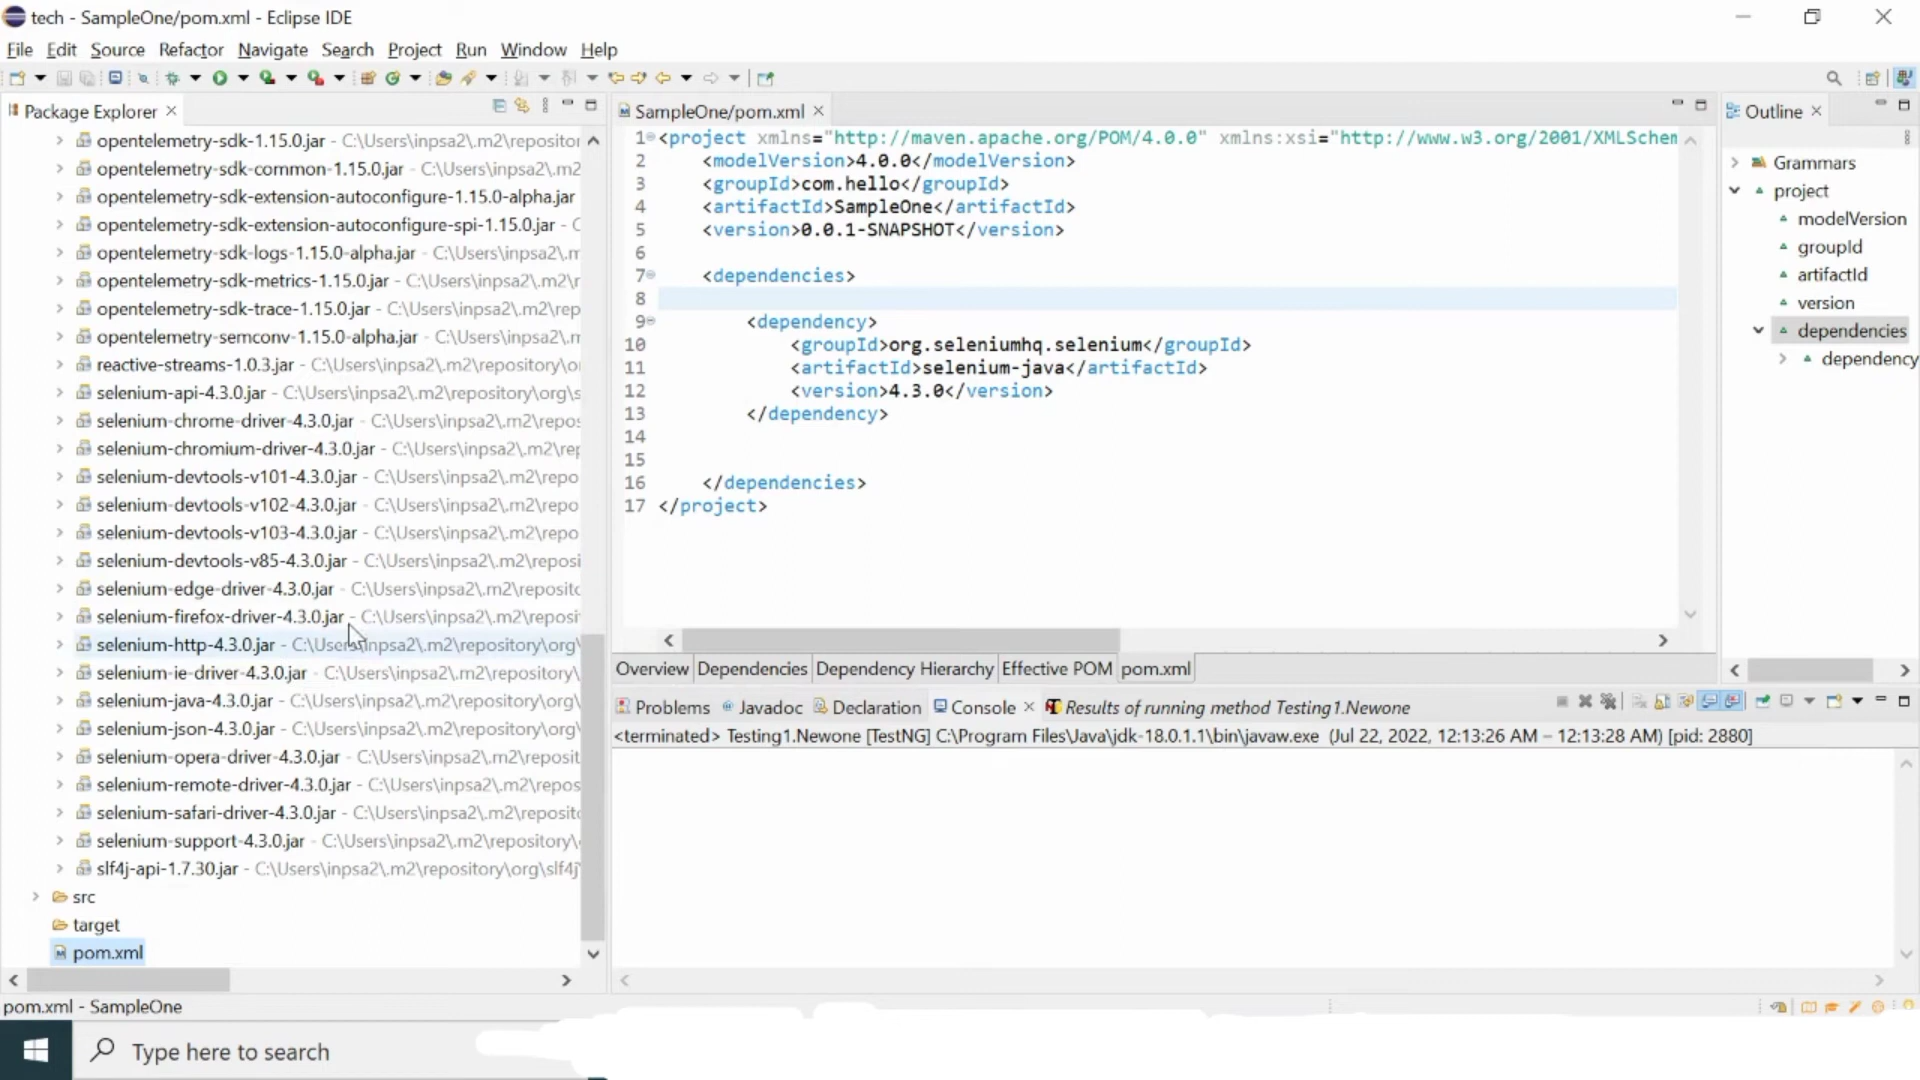 tech - SampleOne/pom.xml - Eclipse IDE
File Edit Source Refactor Navigate Search Project Run Window Help
Package Explorer
opentelemetry-sdk-1.15.0.jar - C:\Users\inpsa2\.m2\repositor
opentelemetry-sdk-common-1.15.0.jar - C:\Users\inpsa2\.m2
opentelemetry-sdk-extension-autoconfigure-1.15.0-alpha.jar
opentelemetry-sdk-extension-autoconfigure-spi-1.15.0.jar - C
opentelemetry-sdk-logs-1.15.0-alpha.jar - C:\Users\inpsa2\.m
opentelemetry-sdk-metrics-1.15.0.jar - C:\Users\inpsa2\.m2\r
opentelemetry-sdk-trace-1.15.0.jar - C:\Users\inpsa2\.m2\rep
opentelemetry-semconv-1.15.0-alpha.jar - C:\Users\inpsa2\.m
reactive-streams-1.0.3.jar - C:\Users\inpsa2\.m2\repository\o
selenium-api-4.3.0.jar - C:\Users\inpsa2\.m2\repository\org\s
selenium-chrome-driver-4.3.0.jar - C:\Users\inpsa2\.m2\repos
selenium-chromium-driver-4.3.0.jar - C:\Users\inpsa2\.m2\rep
selenium-devtools-v101-4.3.0.jar - C:\Users\inpsa2\.m2\repo
selenium-devtools-v102-4.3.0.jar - C:\Users\inpsa2\.m2\repo
selenium-devtools-v103-4.3.0.jar - C:\Users\inpsa2\.m2\repo
selenium-devtools-v85-4.3.0.jar - C:\Users\inpsa2\.m2\reposi
selenium-edge-driver-4.3.0.jar - C:\Users\inpsa2\.m2\reposito
selenium-firefox-driver-4.3.0.jar - C:\Users\inpsa2\.m2\reposi
selenium-http-4.3.0.jar - C:\Users\inpsa2\.m2\repository\org\
selenium-ie-driver-4.3.0.jar - C:\Users\inpsa2\.m2\repository\
selenium-java-4.3.0.jar - C:\Users\inpsa2\.m2\repository\org\
selenium-json-4.3.0.jar - C:\Users\inpsa2\.m2\repository\org\
selenium-opera-driver-4.3.0.jar - C:\Users\inpsa2\.m2\reposit
selenium-remote-driver-4.3.0.jar - C:\Users\inpsa2\.m2\repos
selenium-safari-driver-4.3.0.jar - C:\Users\inpsa2\.m2\reposito
selenium-support-4.3.0.jar - C:\Users\inpsa2\.m2\repository\
slf4j-api-1.7.30.jar - C:\Users\inpsa2\.m2\repository\org\slf4j\
src
target
pom.xml
SampleOne/pom.xml
1 <project xmlns="http://maven.apache.org/POM/4.0.0" xmlns:xsi="http://www.w3.org/2001/XMLSchem
2 <modelVersion>4.0.0</modelVersion>
3 <groupId>com.hello</groupId>
4 <artifactId>SampleOne</artifactId>
5 <version>0.0.1-SNAPSHOT</version>
6
7 <dependencies>
8
9 <dependency>
10 <groupId>org.seleniumhq.selenium</groupId>
11 <artifactId>selenium-java</artifactId>
12 <version>4.3.0</version>
13 </dependency>
14
15
16 </dependencies>
17 </project>
Overview Dependencies Dependency Hierarchy Effective POM pom.xml
Outline
Grammars
project
modelVersion
groupId
artifactId
version
dependencies
dependency
Problems Javadoc Declaration Console Results of running method Testing1.Newone
<terminated> Testing1.Newone [TestNG] C:\Program Files\Java\jdk-18.0.1.1\bin\javaw.exe (Jul 22, 2022, 12:13:26 AM – 12:13:28 AM) [pid: 2880]
pom.xml - SampleOne
Type here to search